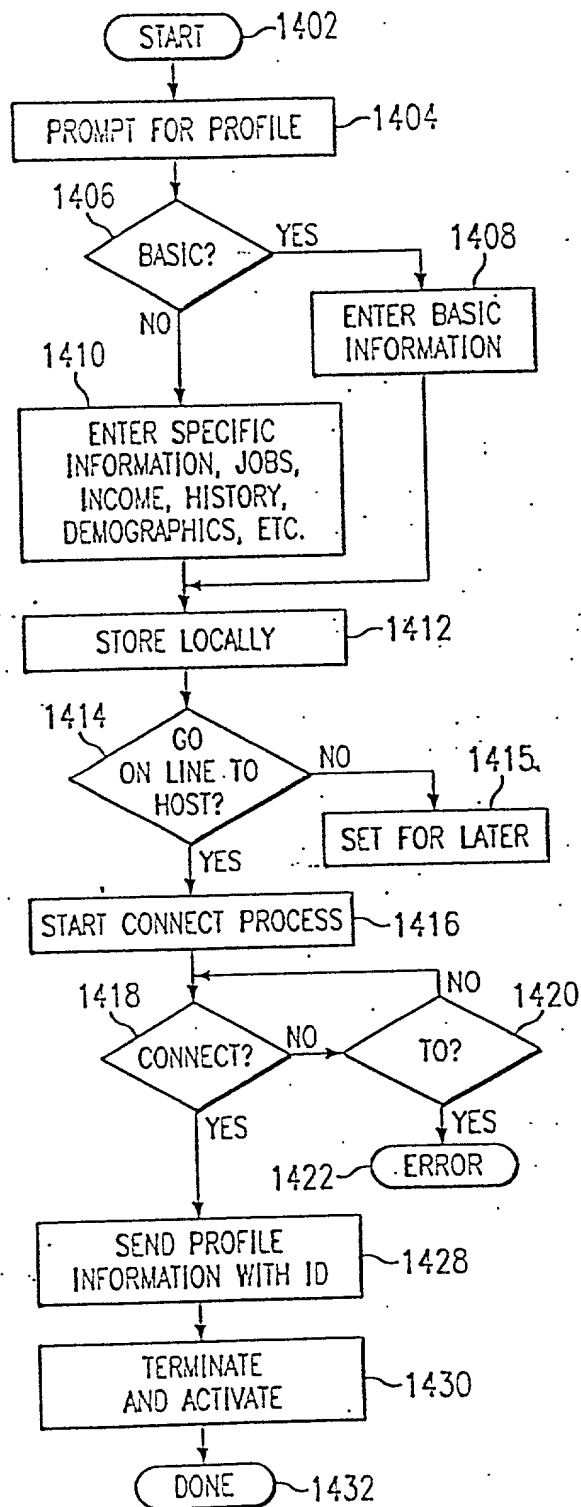 START
1402
PROMPT FOR PROFILE
1404
1406
BASIC?
YES
NO
1408
ENTER BASIC
INFORMATION
1410
ENTER SPECIFIC
INFORMATION, JOBS,
INCOME, HISTORY,
DEMOGRAPHICS, ETC.
STORE LOCALLY
1412
1414
GO
ON LINE TO
HOST?
NO
YES
1415
SET FOR LATER
START CONNECT PROCESS
1416
1418
CONNECT?
NO
YES
NO
1420
TO?
YES
1422
ERROR
SEND PROFILE
INFORMATION WITH ID
1428
TERMINATE
AND ACTIVATE
1430
DONE
1432